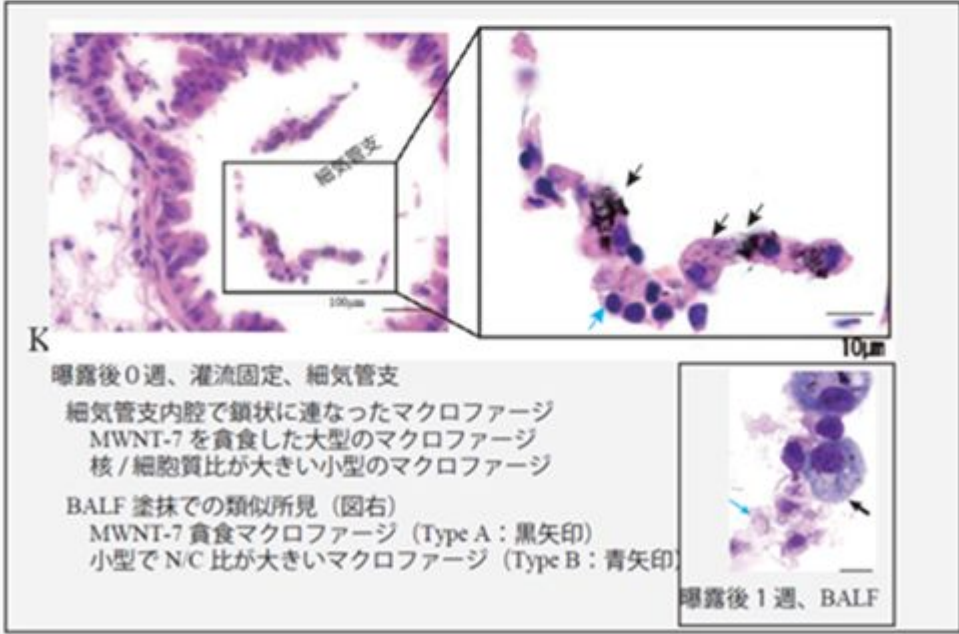 細気管支
100μm
10μm
K
曝露後0週、灌流固定、細気管支
細気管支内腔で鎖状に連なったマクロファージ
MWNT-7 を貪食した大型のマクロファージ
核 / 細胞質比が大きい小型のマクロファージ
BALF 塗抹での類似所見（図右）
MWNT-7 貪食マクロファージ（Type A：黒矢印）
小型で N/C 比が大きいマクロファージ（Type B：青矢印）
曝露後1週、BALF